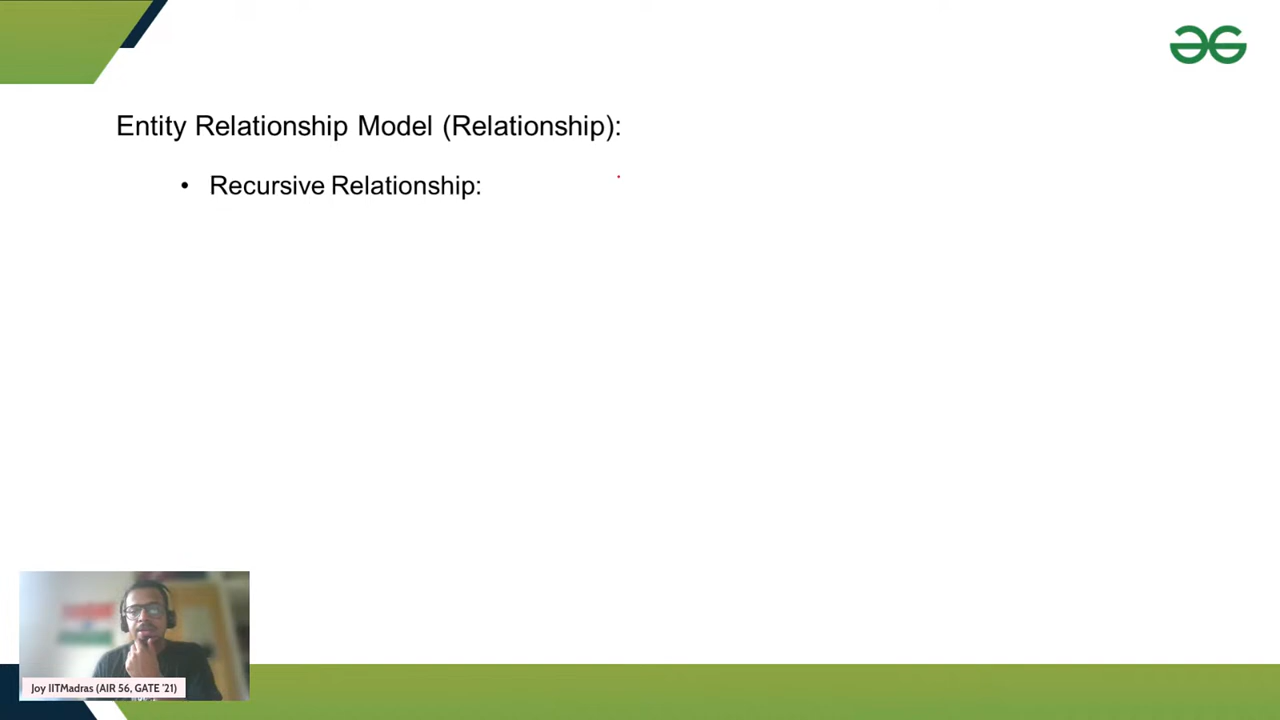 Entity Relationship Model (Relationship):
• Recursive Relationship:
Joy IITMadras (AIR 56, GATE '21)